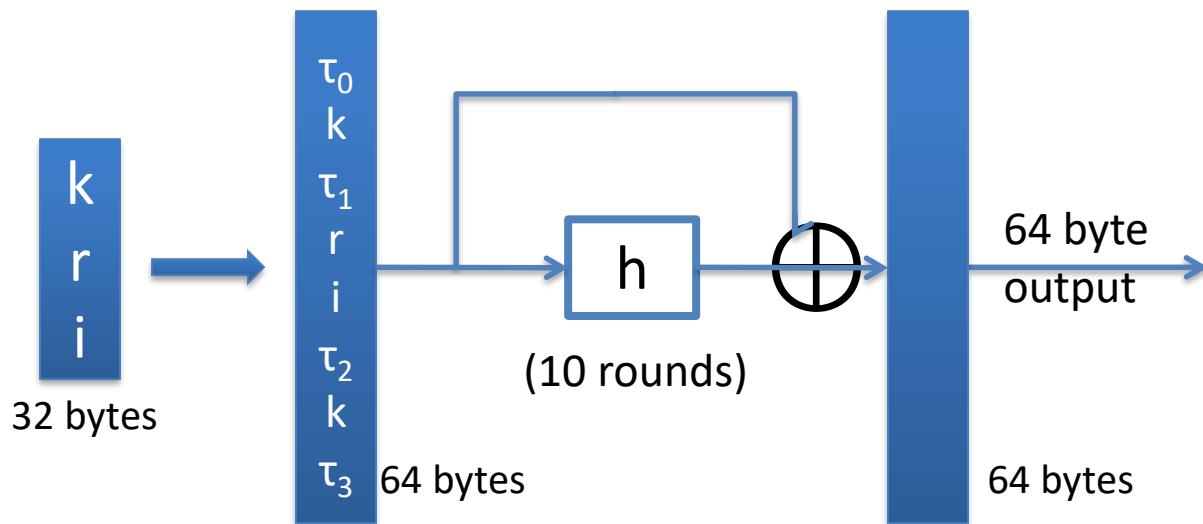 k
r
i
32 bytes
τ0
k
τ1
r
i
τ2
k
τ3
64 bytes
h
(10 rounds)
64 byte
output
64 bytes